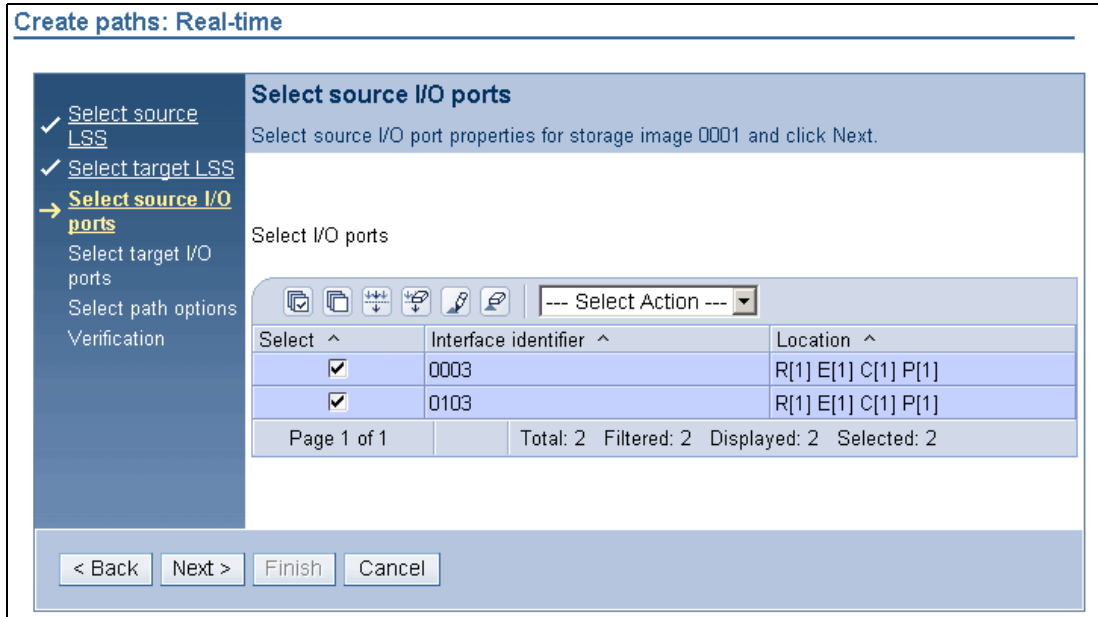 Create paths: Real-time
Select source
LSS
Select target LSS
Select source I/O
ports
Select target I/O
ports
Select path options
Verification
Select source I/O ports
Select source I/O port properties for storage image 0001 and click Next.
Select I/O ports
--- Select Action ---
Select ^ Interface identifier ^ Location ^
0003 R[1] E[1] C[1] P[1]
0103 R[1] E[1] C[1] P[1]
Page 1 of 1 Total: 2 Filtered: 2 Displayed: 2 Selected: 2
< Back Next > Finish Cancel